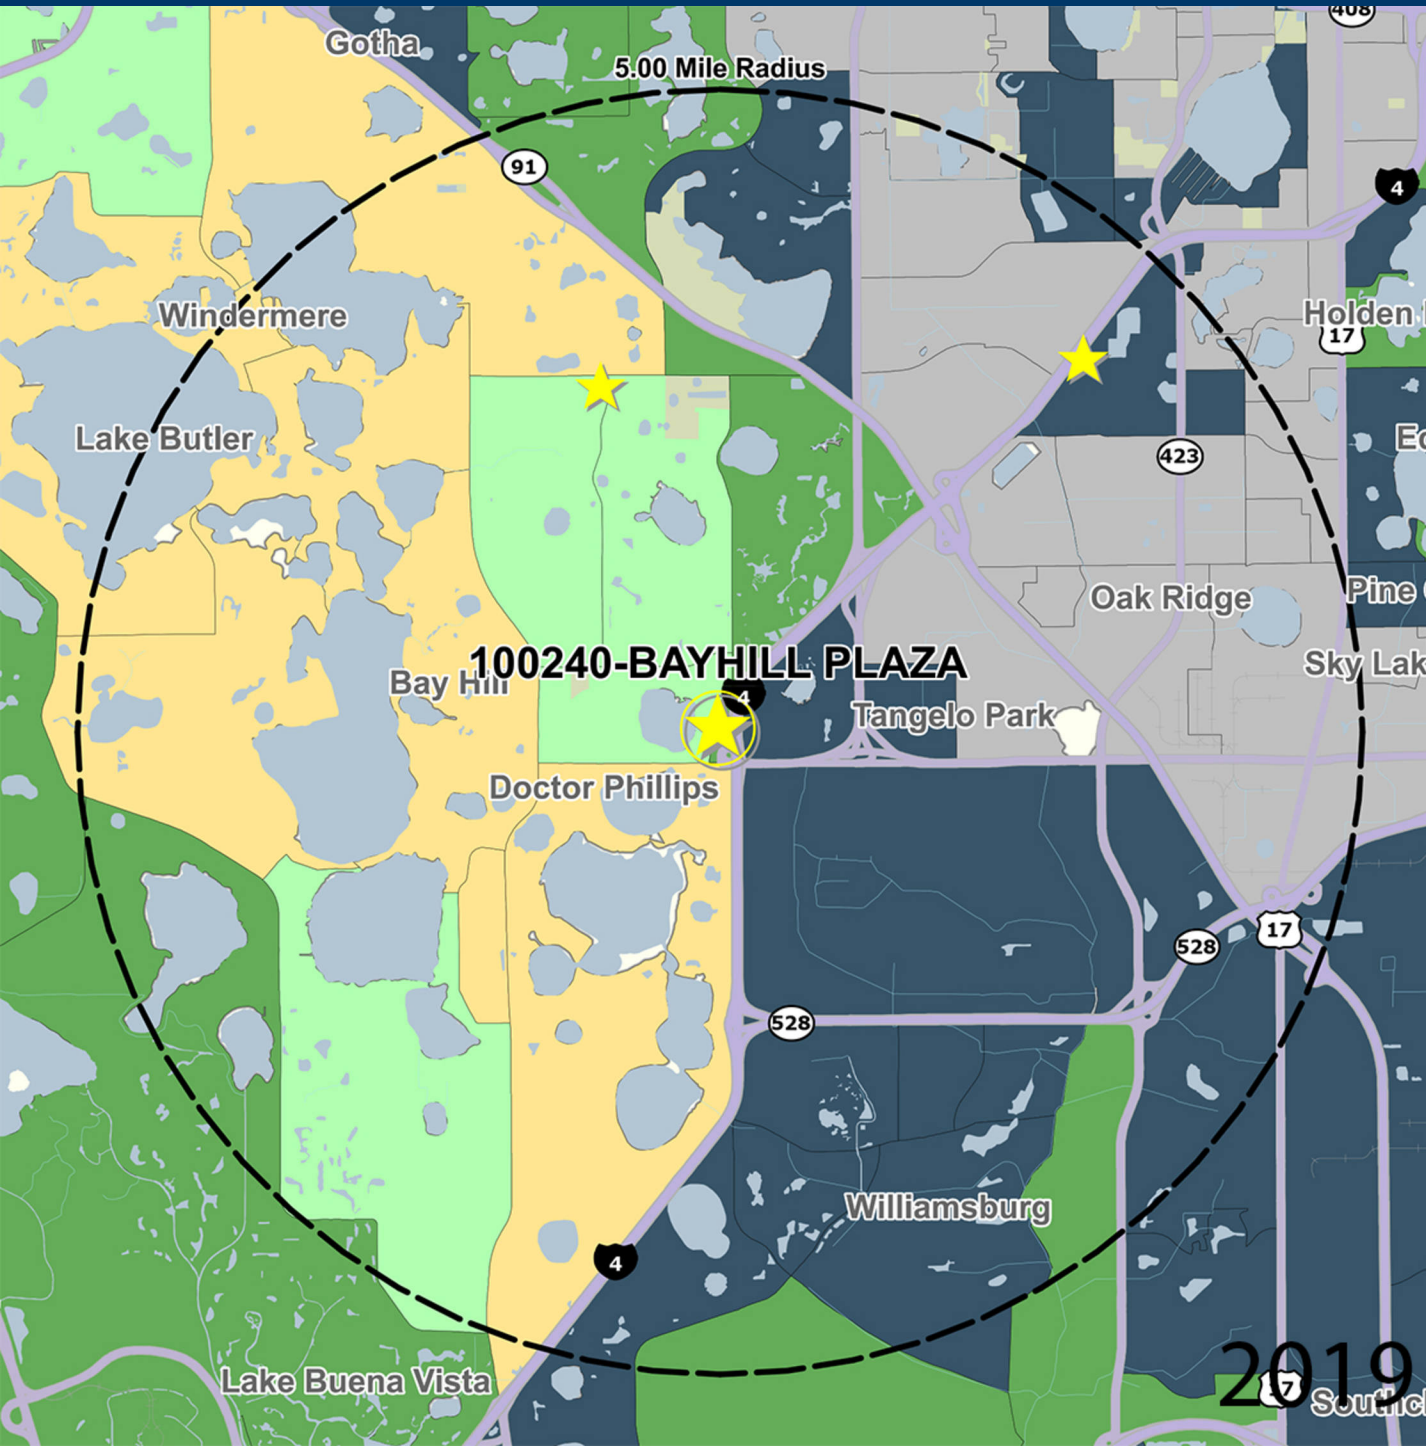 408
Gotha
5.00 Mile Radius
91
4
Windermere
Holden
17
Lake Butler
423
Oak Ridge
Pine
100240-BAYHILL PLAZA
Sky Lak
Bay Hill
4
Tangelo Park
Doctor Phillips
17
528
528
Williamsburg
4
2019
Lake Buena Vista
17
Southc